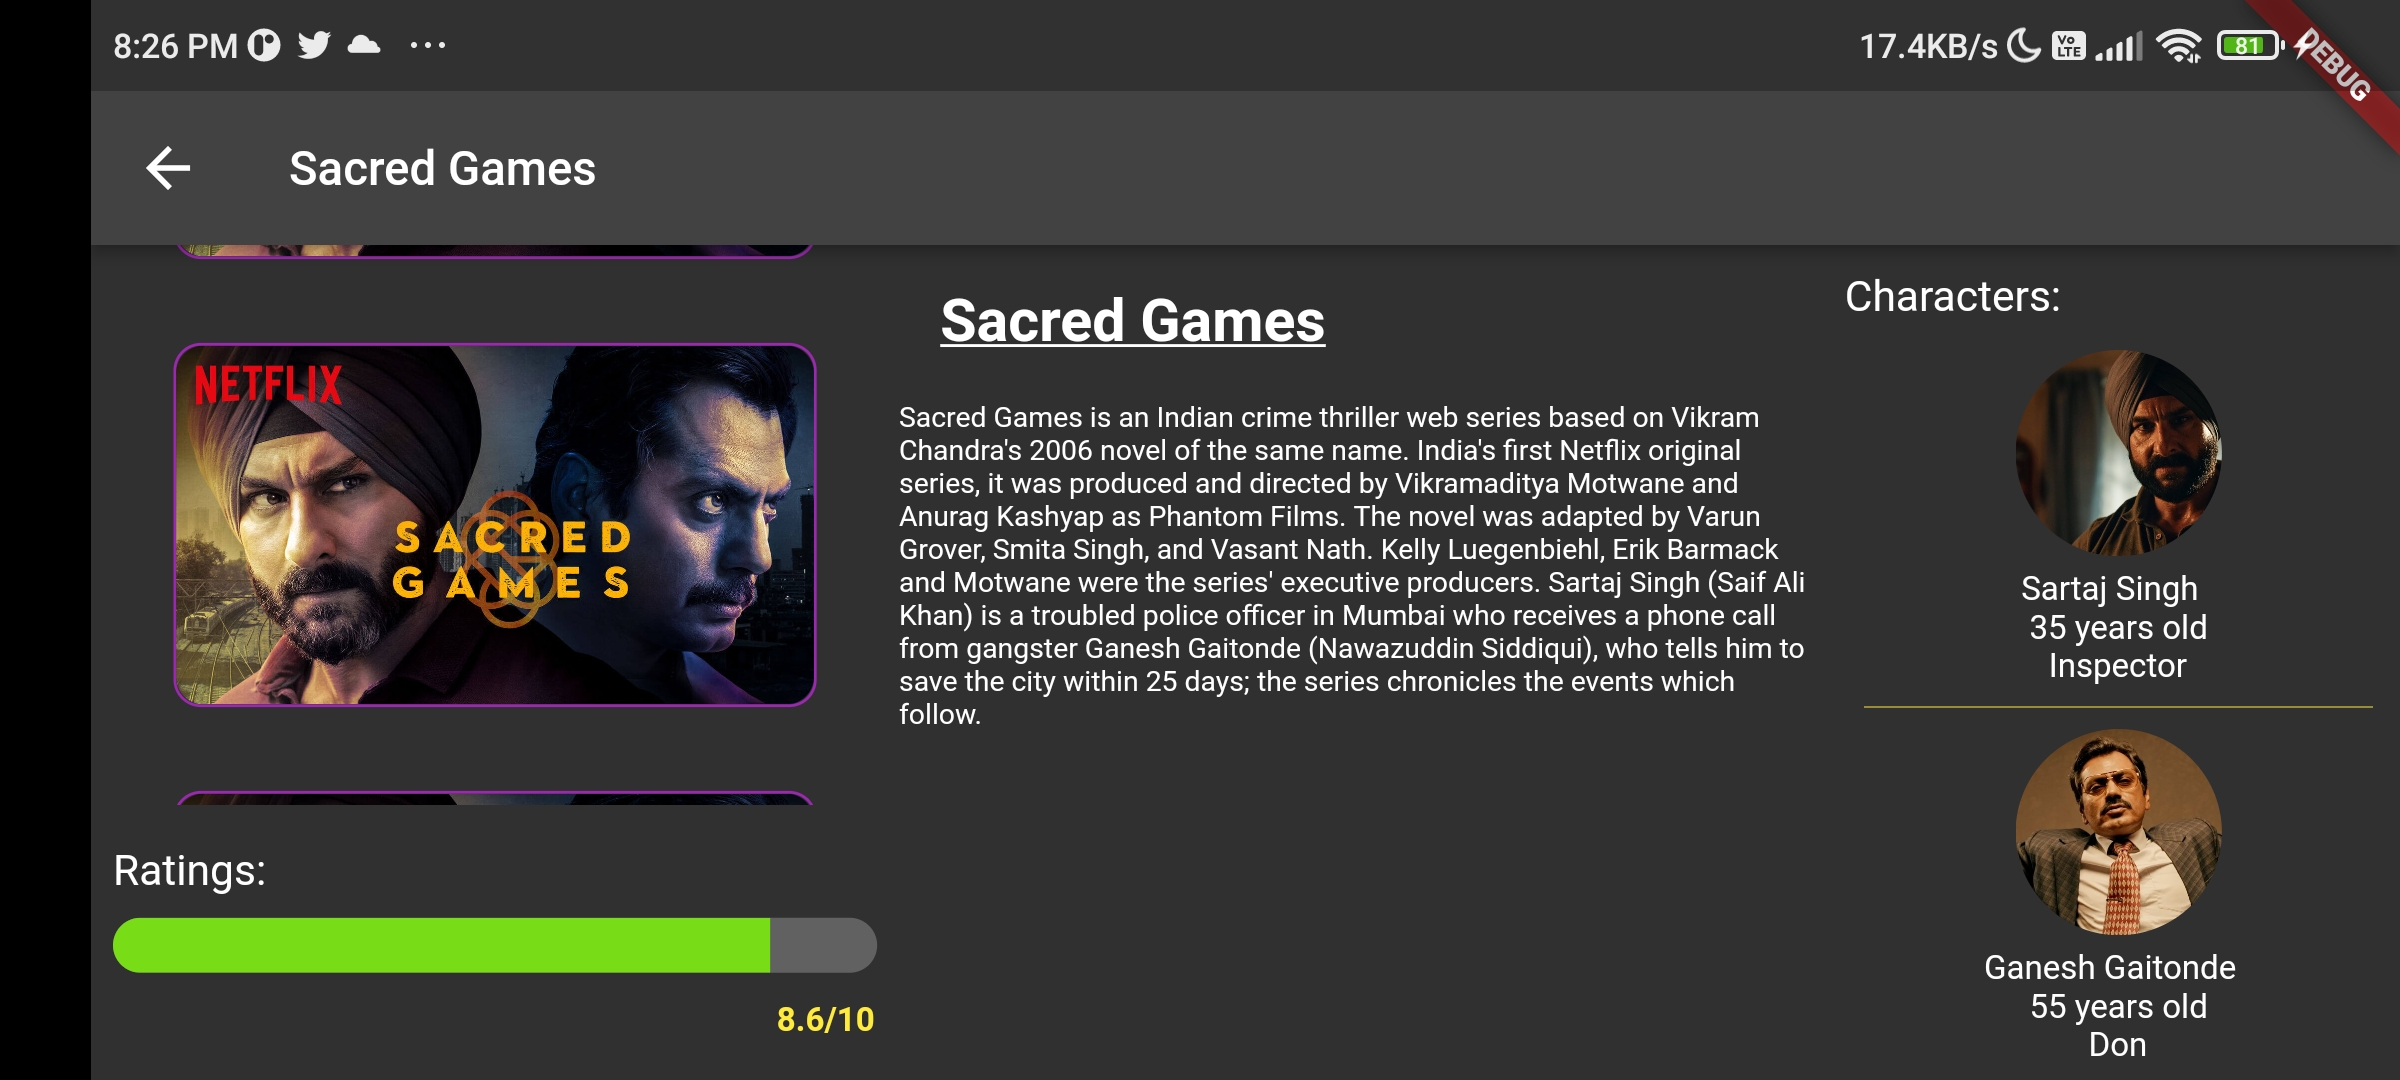 8:26 PM
17.4KB/s
Vo
LTE
81
DEBUG
Sacred Games
NETFLIX
SACRED
GAMES
Ratings:
8.6/10
Sacred Games
Sacred Games is an Indian crime thriller web series based on Vikram
Chandra's 2006 novel of the same name. India's first Netflix original
series, it was produced and directed by Vikramaditya Motwane and
Anurag Kashyap as Phantom Films. The novel was adapted by Varun
Grover, Smita Singh, and Vasant Nath. Kelly Luegenbiehl, Erik Barmack
and Motwane were the series' executive producers. Sartaj Singh (Saif Ali
Khan) is a troubled police officer in Mumbai who receives a phone call
from gangster Ganesh Gaitonde (Nawazuddin Siddiqui), who tells him to
save the city within 25 days; the series chronicles the events which
follow.
Characters:
Sartaj Singh
35 years old
Inspector
Ganesh Gaitonde
55 years old
Don